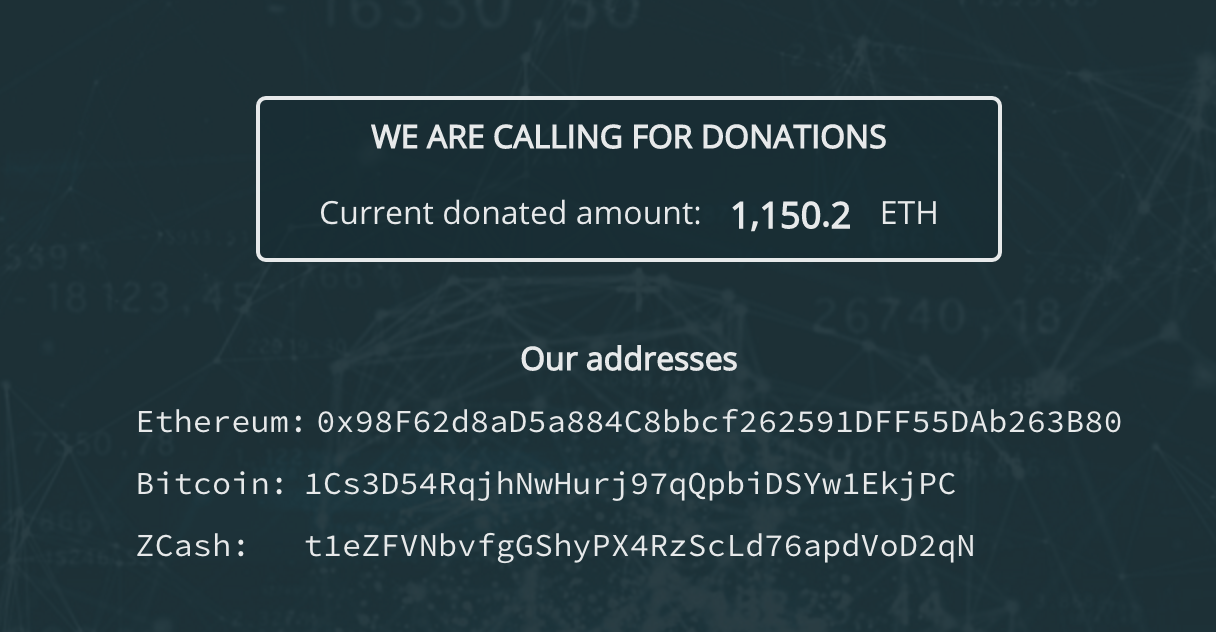 WE ARE CALLING FOR DONATIONS
Current donated amount: 1,150.2 ETH
Our addresses
Ethereum: 0x98F62d8aD5a884C8bbcf262591DFF55DAb263B80
Bitcoin: 1Cs3D54RqjhNwHurj97qQpbiDSYw1EkjPC
ZCash: t1eZFVNbvfgGShyPX4RzScLd76apdVoD2qN